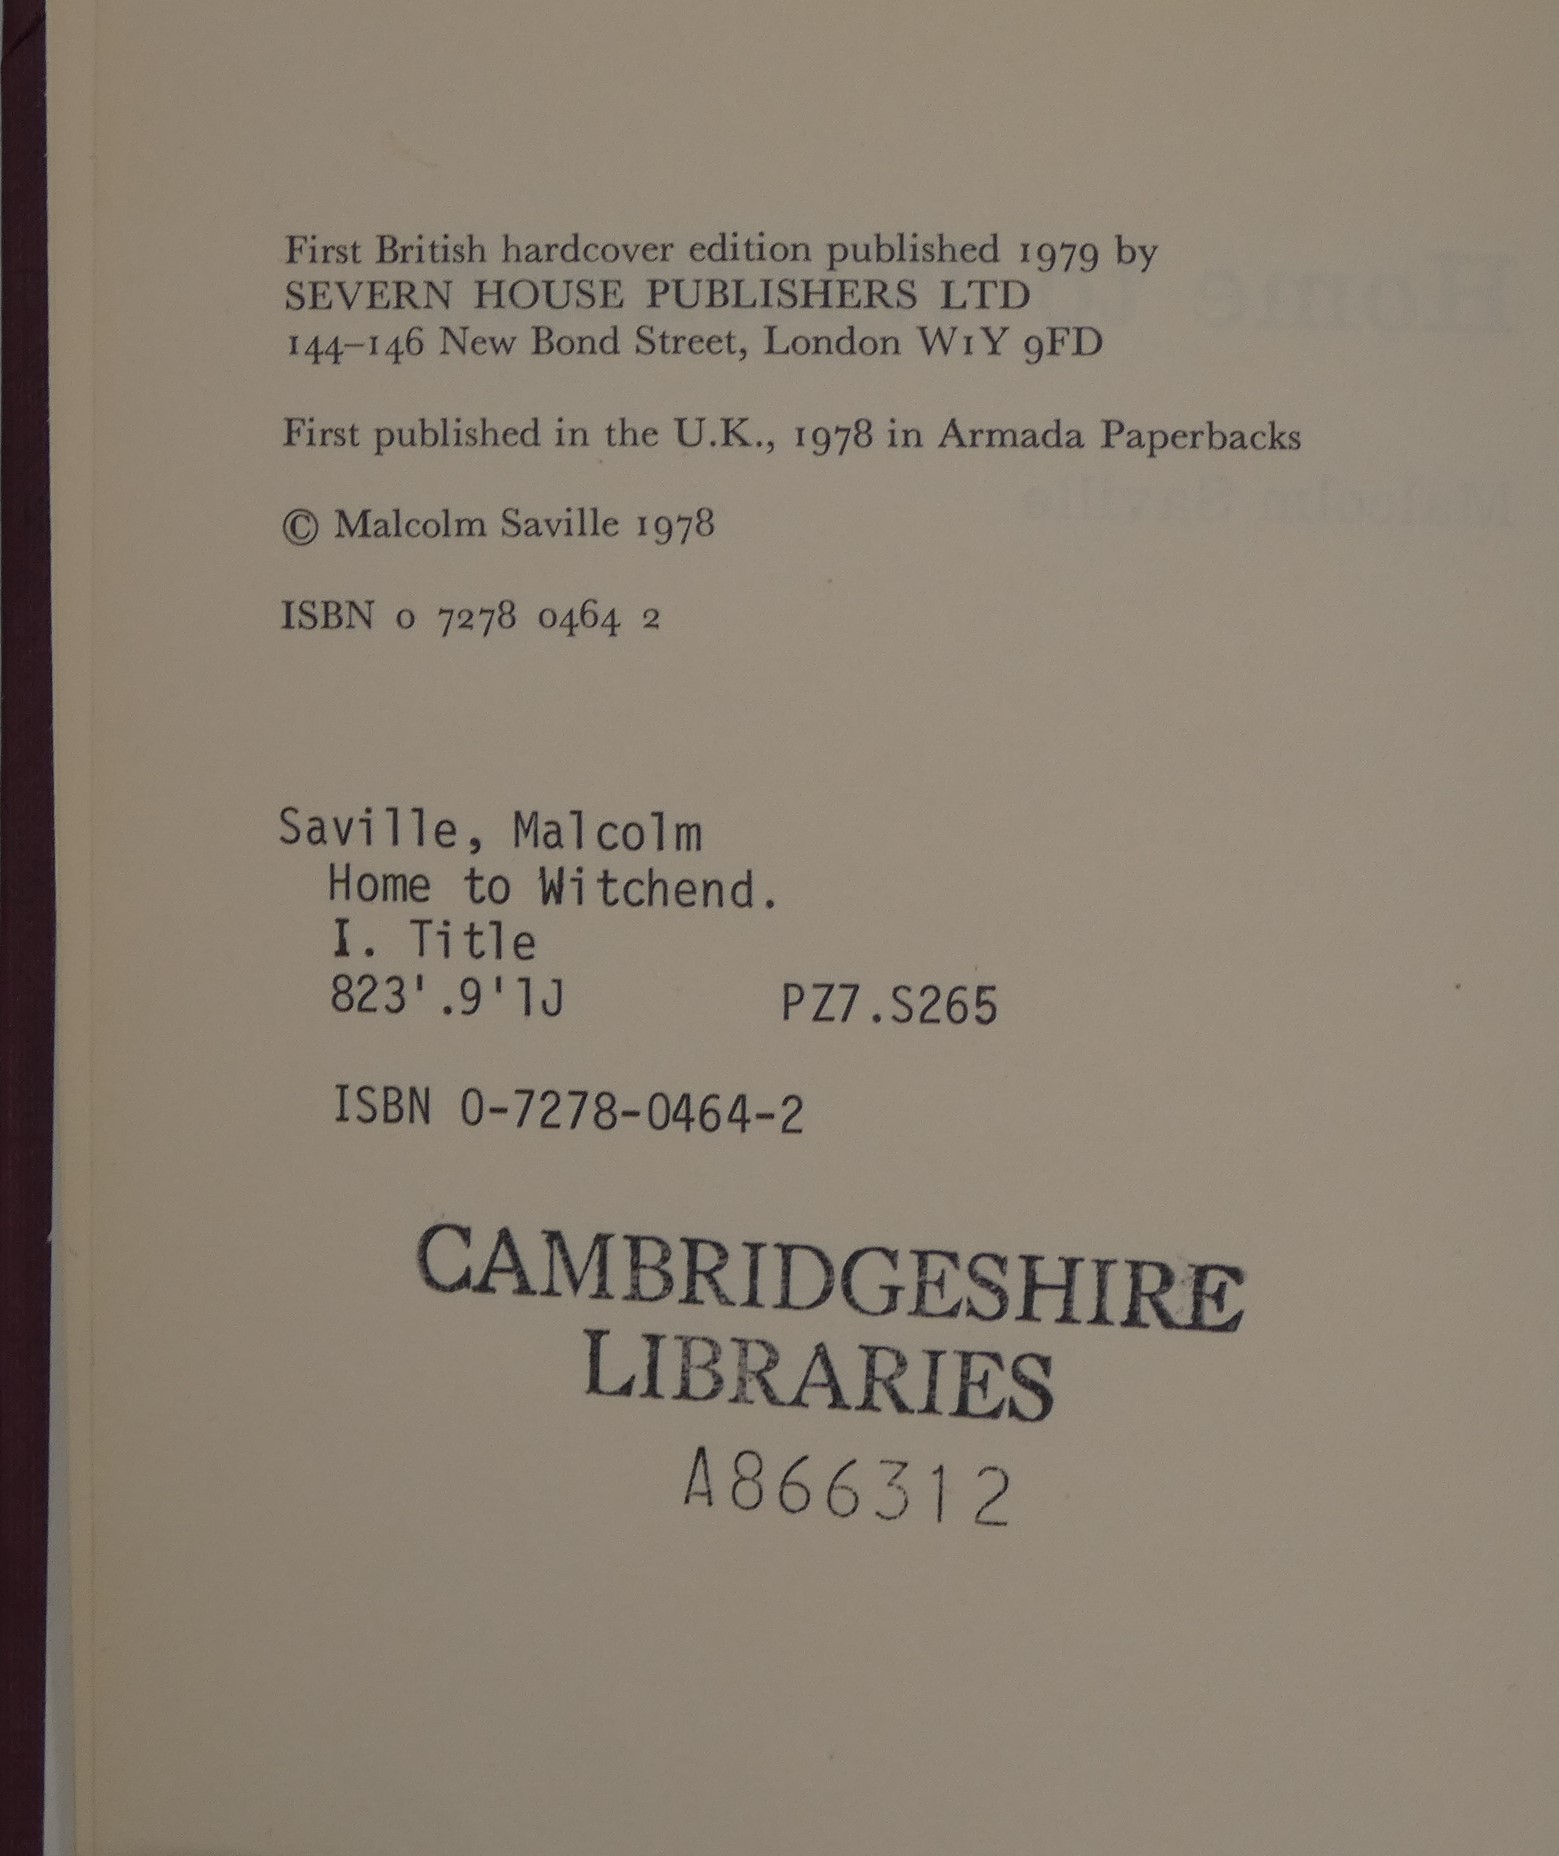 First British hardcover edition published 1979 by
SEVERN HOUSE PUBLISHERS LTD
144–146 New Bond Street, London W1Y 9FD
First published in the U.K., 1978 in Armada Paperbacks
© Malcolm Saville 1978
ISBN 0 7278 0464 2
Saville, Malcolm
Home to Witchend.
I. Title
823'.9'1J PZ7.S265
ISBN 0-7278-0464-2
CAMBRIDGESHIRE
LIBRARIES
A866312